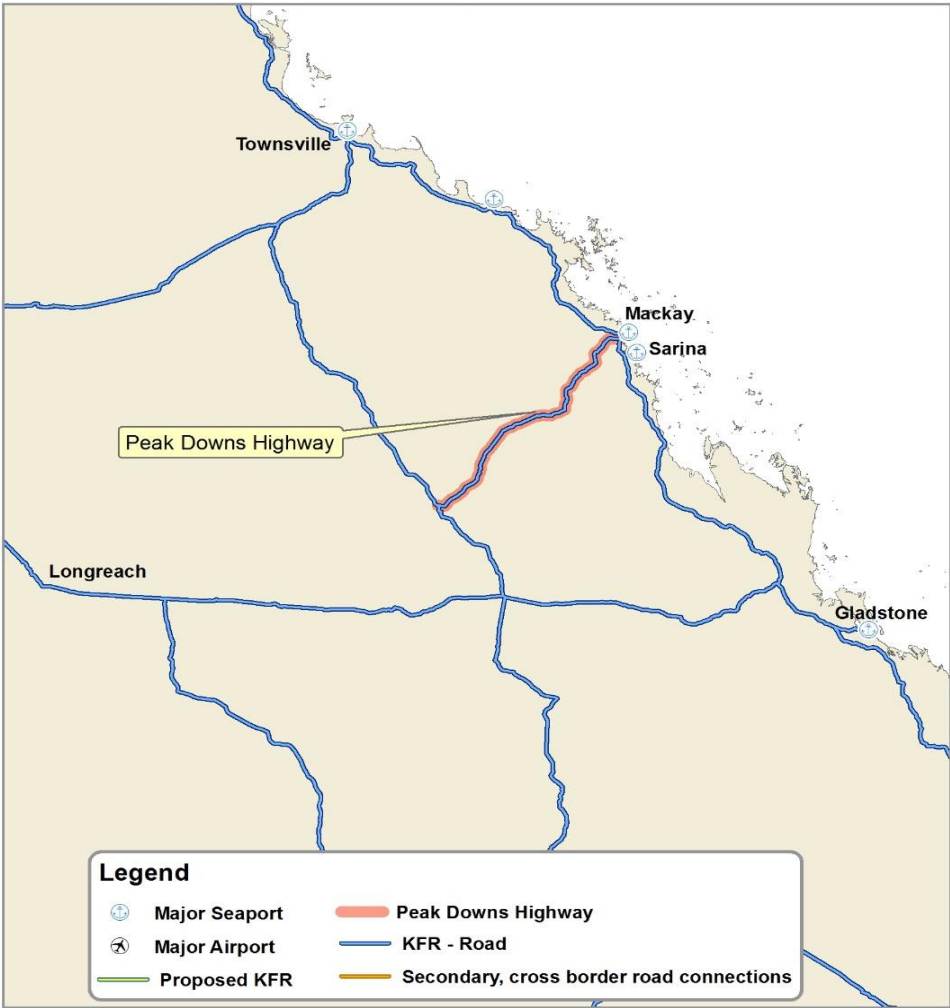 Townsville
Mackay
Sarina
Peak Downs Highway
Longreach
Gladstone
Legend
Major Seaport
Major Airport
Proposed KFR
Peak Downs Highway
KFR - Road
Secondary, cross border road connections